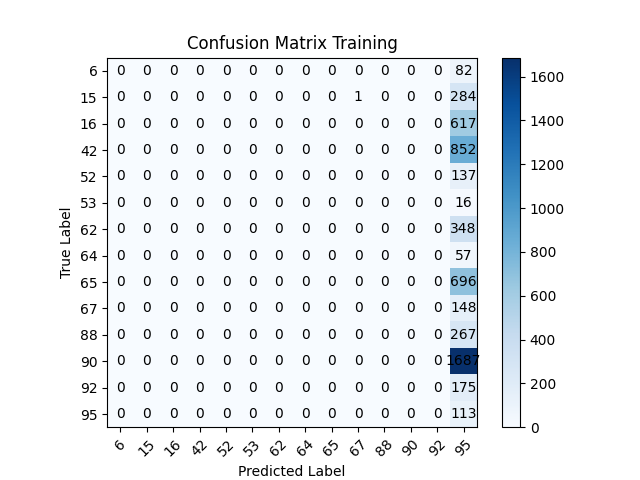 Confusion Matrix Training
6 0 0 0 0 0 0 0 0 0 0 0 0 0 82
15 0 0 0 0 0 0 0 0 0 1 0 0 0 284
16 0 0 0 0 0 0 0 0 0 0 0 0 0 617
42 0 0 0 0 0 0 0 0 0 0 0 0 0 852
52 0 0 0 0 0 0 0 0 0 0 0 0 0 137
53 0 0 0 0 0 0 0 0 0 0 0 0 0 16
62 0 0 0 0 0 0 0 0 0 0 0 0 0 348
64 0 0 0 0 0 0 0 0 0 0 0 0 0 57
65 0 0 0 0 0 0 0 0 0 0 0 0 0 696
67 0 0 0 0 0 0 0 0 0 0 0 0 0 148
88 0 0 0 0 0 0 0 0 0 0 0 0 0 267
90 0 0 0 0 0 0 0 0 0 0 0 0 0 1687
92 0 0 0 0 0 0 0 0 0 0 0 0 0 175
95 0 0 0 0 0 0 0 0 0 0 0 0 0 113
6 15 16 42 52 53 62 64 65 67 88 90 92 95
Predicted Label
True Label
1600
1400
1200
1000
800
600
400
200
0